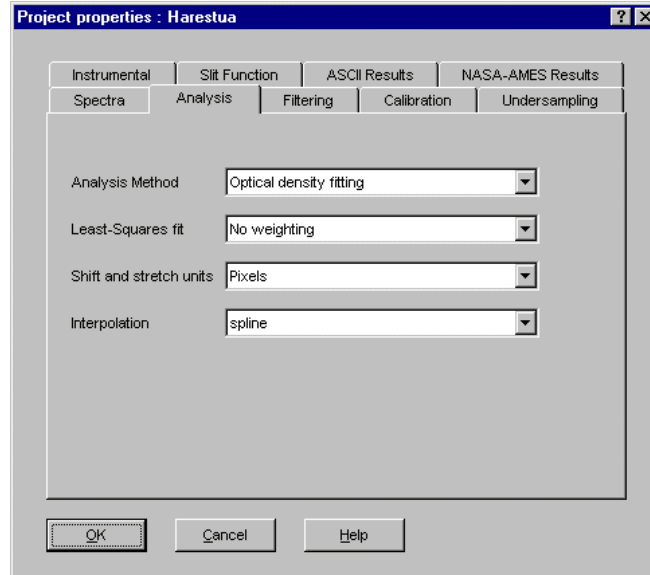 Project properties : Harestua
Instrumental Slit Function ASCII Results NASA-AMES Results
Spectra Analysis Filtering Calibration Undersampling
Analysis Method Optical density fitting
Least-Squares fit No weighting
Shift and stretch units Pixels
Interpolation spline
OK Cancel Help